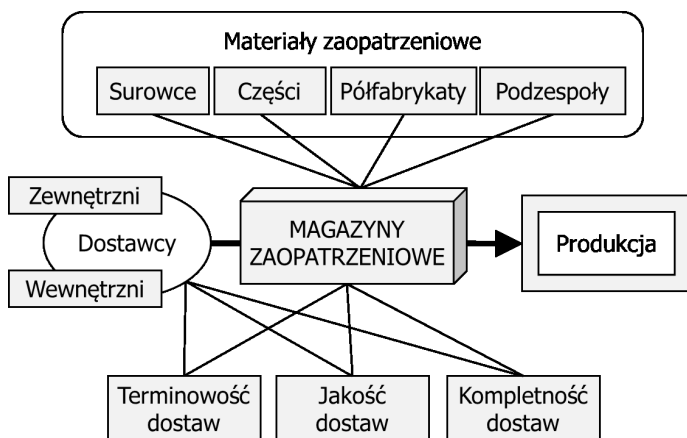 Materiały zaopatrzeniowe
Surowce
Części
Półfabrykaty
Podzespoły
Zewnętrzni
Dostawcy
Wewnętrzni
MAGAZYNY
ZAOPATRZENIOWE
Produkcja
Terminowość
dostaw
Jakość
dostaw
Kompletność
dostaw